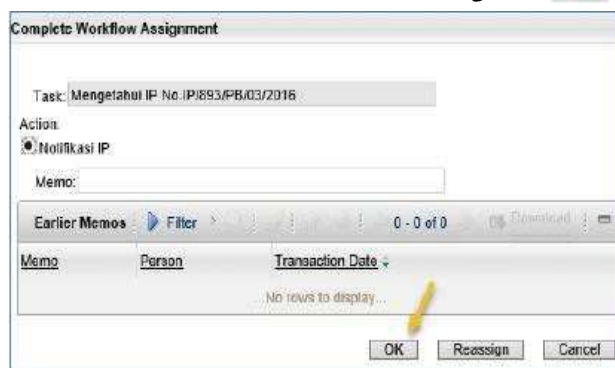 Complete Workflow Assignment
Task: Mengetahui IP No.IP/893/PB/03/2016
Action:
Notifikasi IP
Memo:
Earlier Memos Filter 0 - 0 of 0 Download
Memo Person Transaction Date
No rows to display...
OK Reassign Cancel